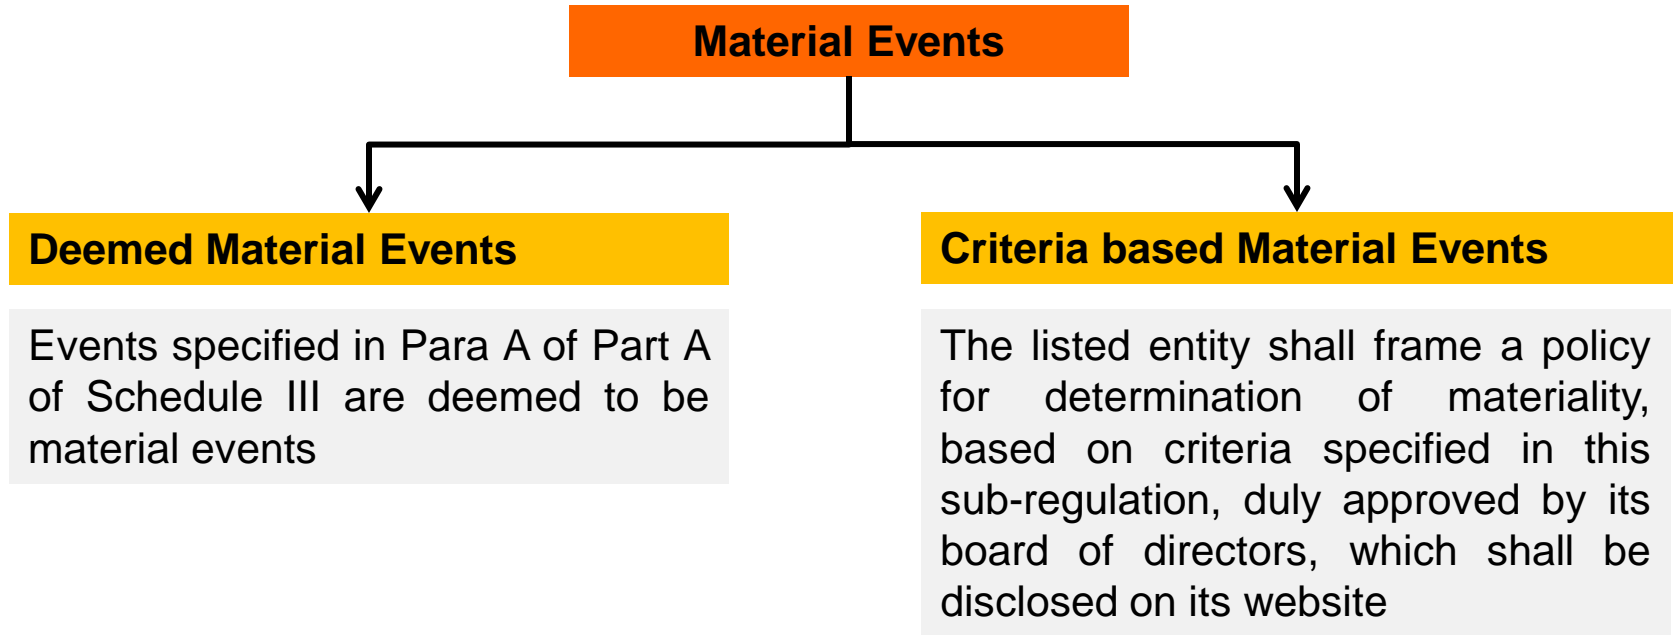 Material Events
Deemed Material Events
Events specified in Para A of Part A
of Schedule III are deemed to be
material events
Criteria based Material Events
The listed entity shall frame a policy
for determination of materiality,
based on criteria specified in this
sub-regulation, duly approved by its
board of directors, which shall be
disclosed on its website